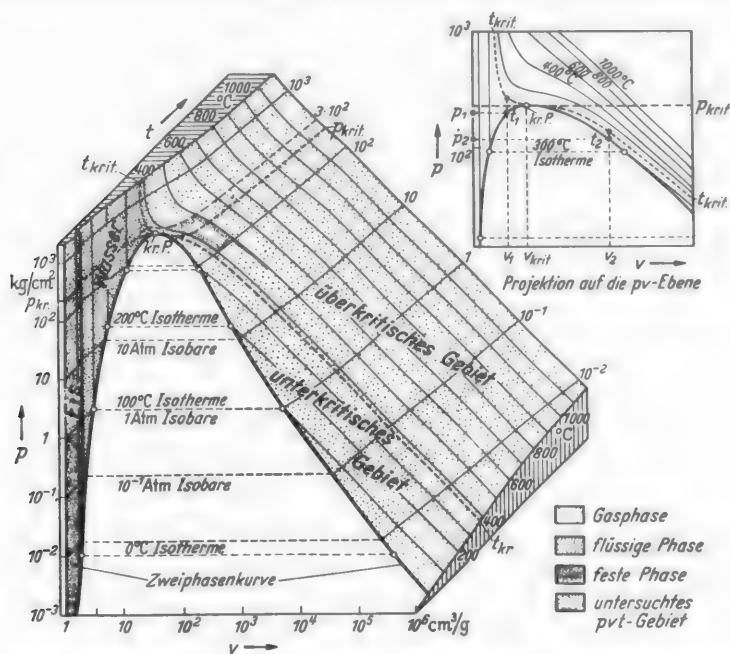 t
t krit.
400
600
800
1000
°C
10³
3·10²
p krit.
10²
10
1
10⁻¹
10⁻²
10³
kg/cm²
p kr.
10²
10
1
10⁻¹
10⁻²
10⁻³
p
Wasser
Eis
kr.P.
200°C Isotherme
10 Atm Isobare
100°C Isotherme
1 Atm Isobare
10⁻¹ Atm Isobare
0°C Isotherme
Zweiphasenkurve
überkritisches Gebiet
unterkritisches
Gebiet
1000
°C
800
600
400
200
t kr
1 10 10² 10³ 10⁴ 10⁵ 10⁶ cm³/g
v
10³
t krit.
400
600
800
1000°C
p krit.
p₁
p₂
10²
p
1
t₁
kr.P.
t₂
300°C
Isotherme
t krit.
v₁ v krit v₂ v
Projektion auf die pv-Ebene
Gasphase
flüssige Phase
feste Phase
untersuchtes
pvt-Gebiet